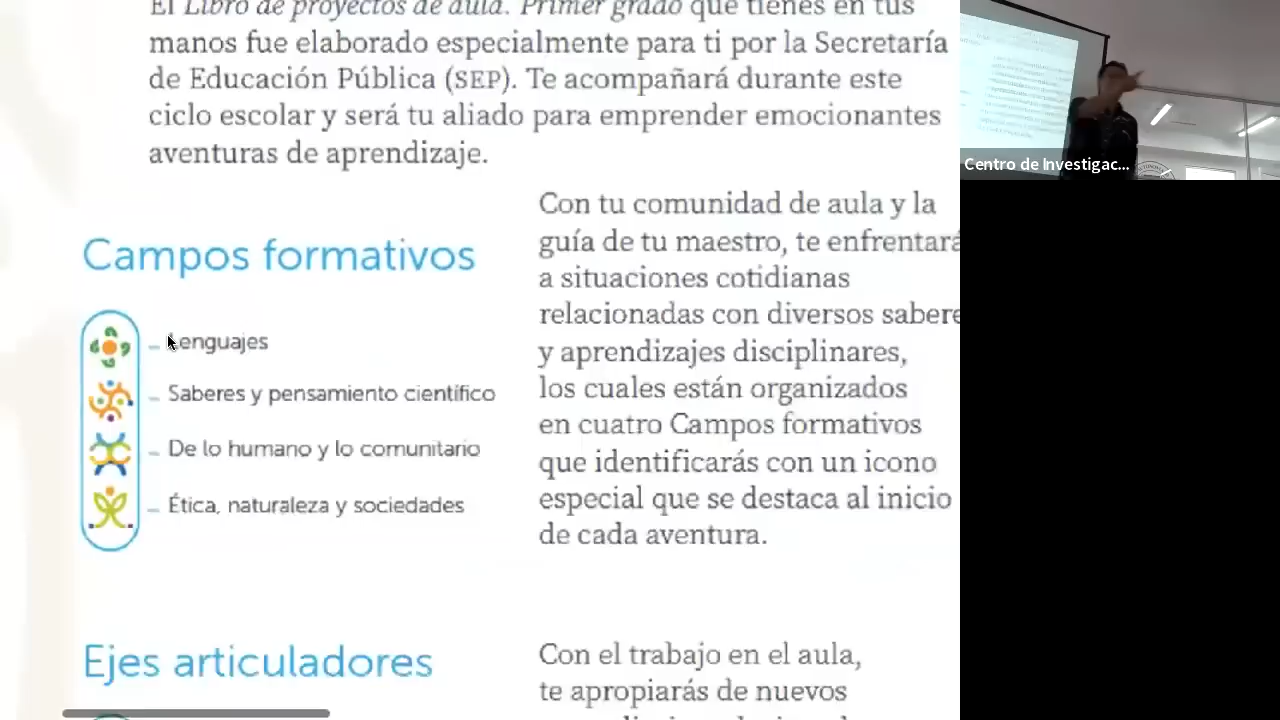 El Libro de proyectos de aula. Primer grado que tienes en tus
manos fue elaborado especialmente para ti por la Secretaría
de Educación Pública (SEP). Te acompañará durante este
ciclo escolar y será tu aliado para emprender emocionantes
aventuras de aprendizaje.
Campos formativos
Lenguajes
Saberes y pensamiento científico
De lo humano y lo comunitario
Ética, naturaleza y sociedades
Con tu comunidad de aula y la
guía de tu maestro, te enfrentará
a situaciones cotidianas
relacionadas con diversos sabere
y aprendizajes disciplinares,
los cuales están organizados
en cuatro Campos formativos
que identificarás con un icono
especial que se destaca al inicio
de cada aventura.
Ejes articuladores
Con el trabajo en el aula,
te apropiarás de nuevos
Centro de Investigac...